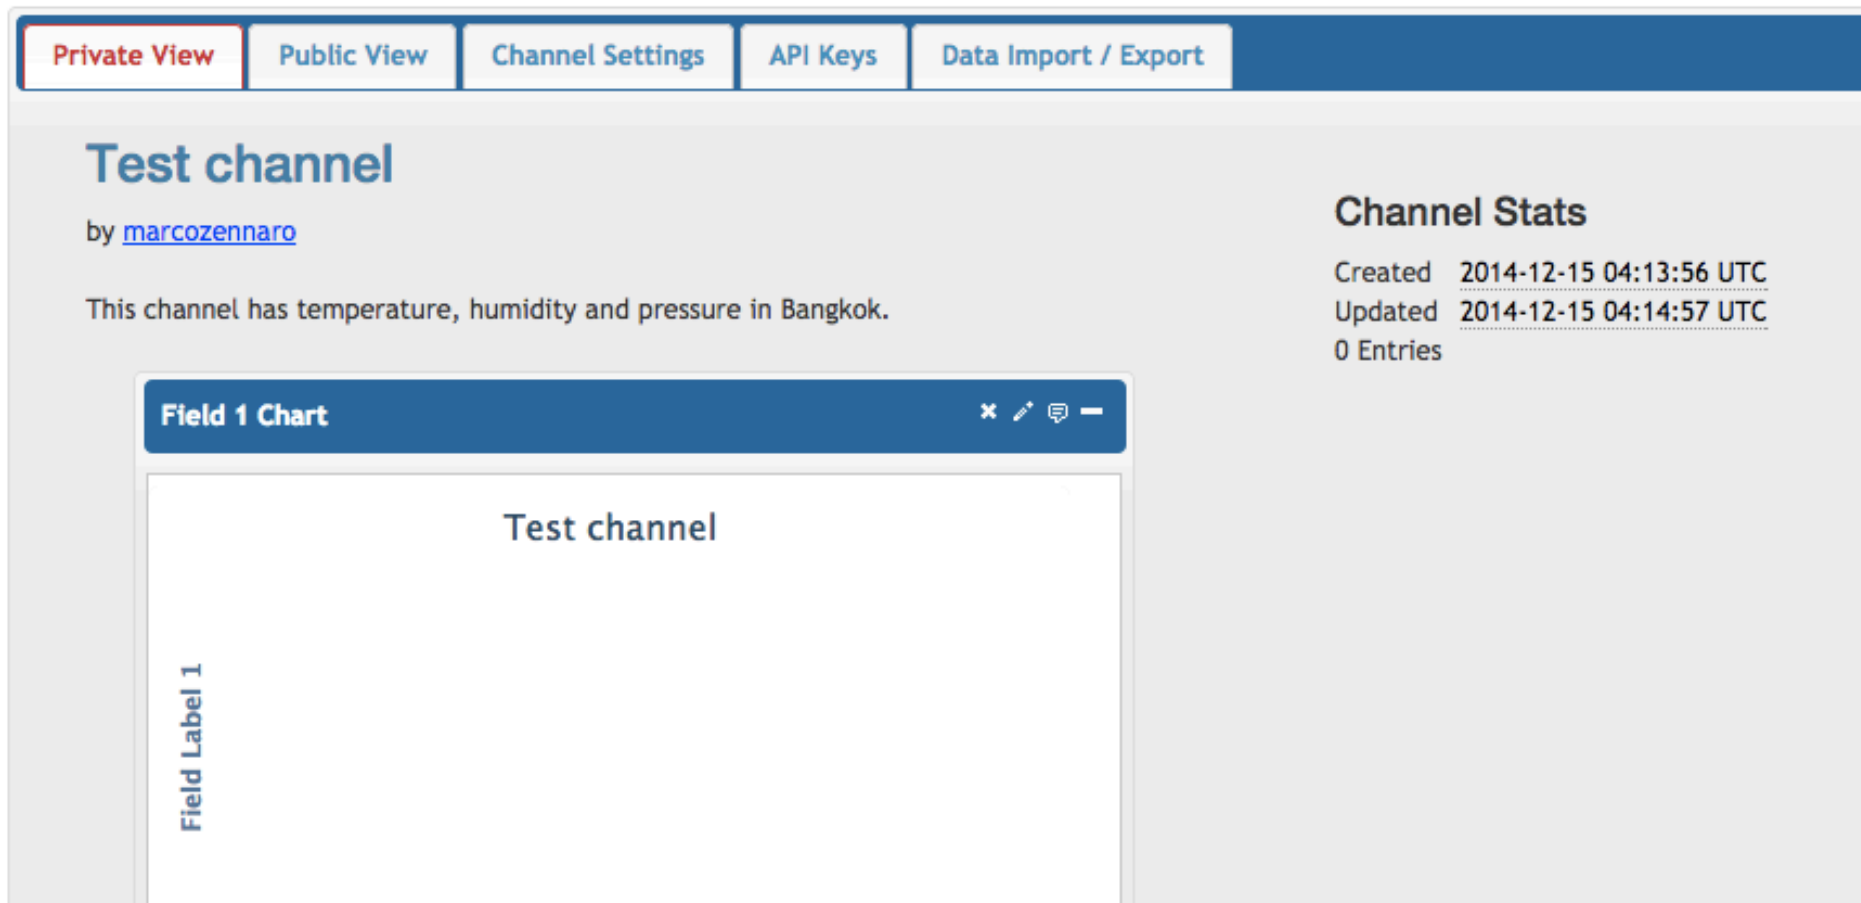 Private View Public View Channel Settings API Keys Data Import / Export
Test channel
by marcozennaro
This channel has temperature, humidity and pressure in Bangkok.
Channel Stats
Created 2014-12-15 04:13:56 UTC
Updated 2014-12-15 04:14:57 UTC
0 Entries
Field 1 Chart
Test channel
Field Label 1